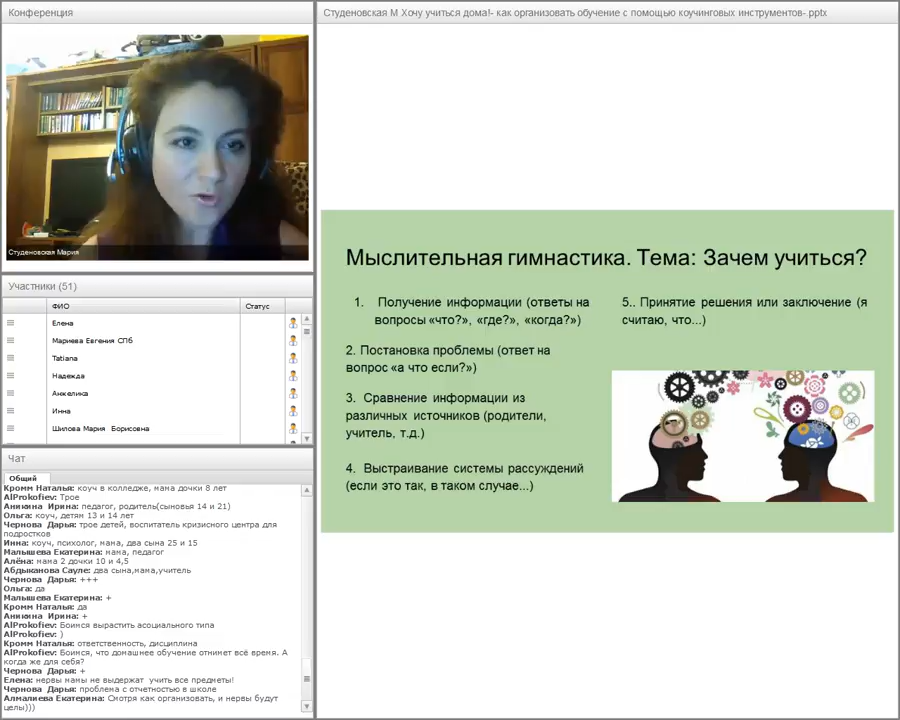 Конференция
Студеновская Мария
Участники (51)
ФИО
Статус
Елена
Мариева Евгения СПб
Tatiana
Надежда
Анжелика
Инна
Шилова Мария Борисовна
Чат
Общий
Кромм Наталья: коуч в колледже, мама дочки 8 лет
AlProkofiev: Трое
Аникина Ирина: педагог, родитель(сыновья 14 и 21)
Ольга: коуч, детям 13 и 14 лет
Чернова Дарья: трое детей, воспитатель кризисного центра для
подростков
Инна: коуч, психолог, мама, два сына 25 и 15
Малышева Екатерина: мама, педагог
Алёна: мама 2 дочки 10 и 4,5
Абдыканова Сауле: два сына,мама,учитель
Чернова Дарья: +++
Ольга: да
Малышева Екатерина: +
Кромм Наталья: да
Аникина Ирина: +
AlProkofiev: Боимся вырастить асоциального типа
AlProkofiev: )
Кромм Наталья: ответственность, дисциплина
AlProkofiev: Боимся, что домашнее обучение отнимет всё время. А
когда же для себя?
Чернова Дарья: +
Елена: нервы мамы не выдержат учить все предметы!
Чернова Дарья: проблема с отчетностью в школе
Алмалиева Екатерина: Смотря как организовать, и нервы будут
целы)))
Студеновская М Хочу учиться дома!- как организовать обучение с помощью коучинговых инструментов-.pptx
Мыслительная гимнастика. Тема: Зачем учиться?
1. Получение информации (ответы на
вопросы «что?», «где?», «когда?»)
2. Постановка проблемы (ответ на
вопрос «а что если?»)
3. Сравнение информации из
различных источников (родители,
учитель, т.д.)
4. Выстраивание системы рассуждений
(если это так, в таком случае...)
5.. Принятие решения или заключение (я
считаю, что...)